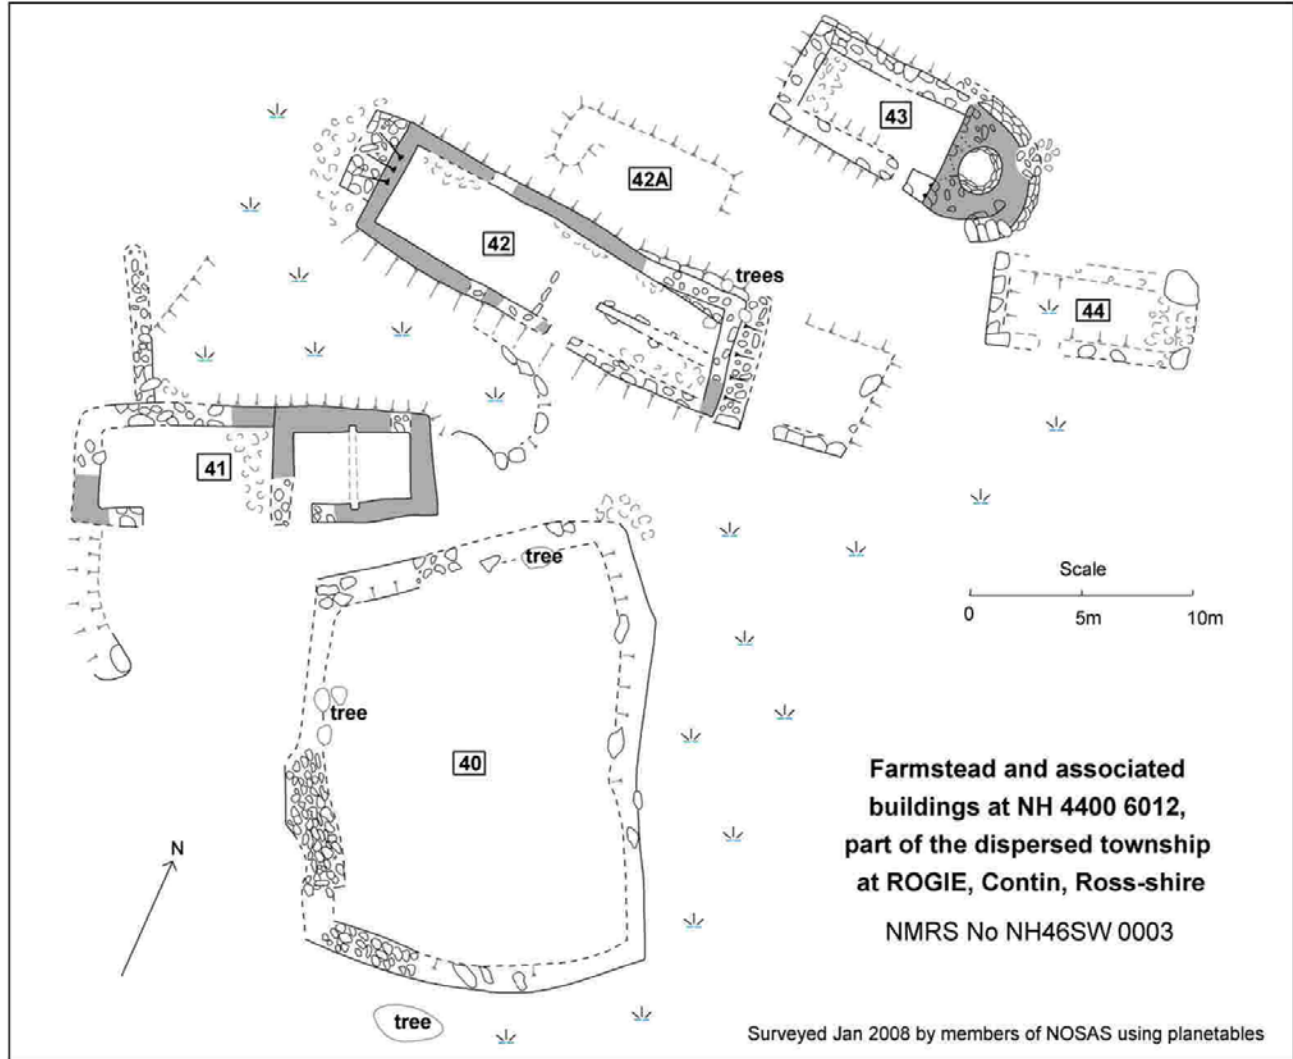 43
42A
42
trees
44
41
tree
Scale
0 5m 10m
tree
40
N
Farmstead and associated
buildings at NH 4400 6012,
part of the dispersed township
at ROGIE, Contin, Ross-shire
NMRS No NH46SW 0003
tree
Surveyed Jan 2008 by members of NOSAS using planetables